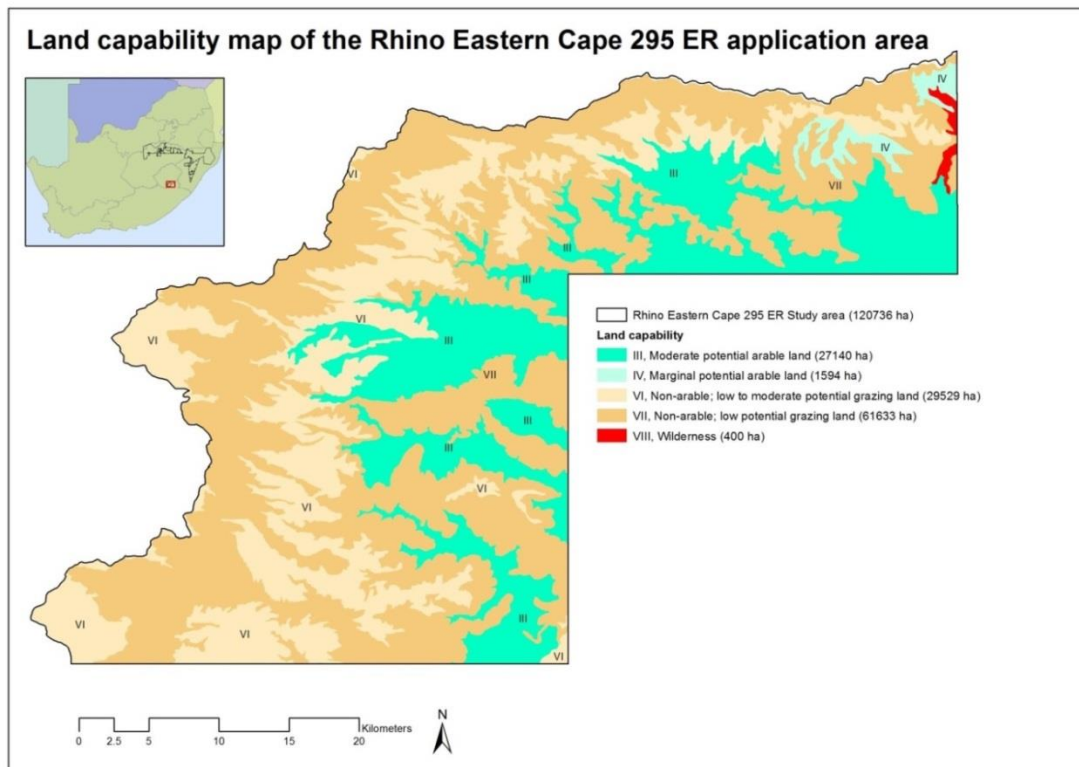 Land capability map of the Rhino Eastern Cape 295 ER application area
IV
IV
VI
III
VII
III
III
VI
VI
III
VII
III
III
VI
VI
III
VI
VI
VI
Rhino Eastern Cape 295 ER Study area (120736 ha)
Land capability
III, Moderate potential arable land (27140 ha)
IV, Marginal potential arable land (1594 ha)
VI, Non-arable; low to moderate potential grazing land (29529 ha)
VII, Non-arable; low potential grazing land (61633 ha)
VIII, Wilderness (400 ha)
Kilometers
0 2.5 5 10 15 20
N